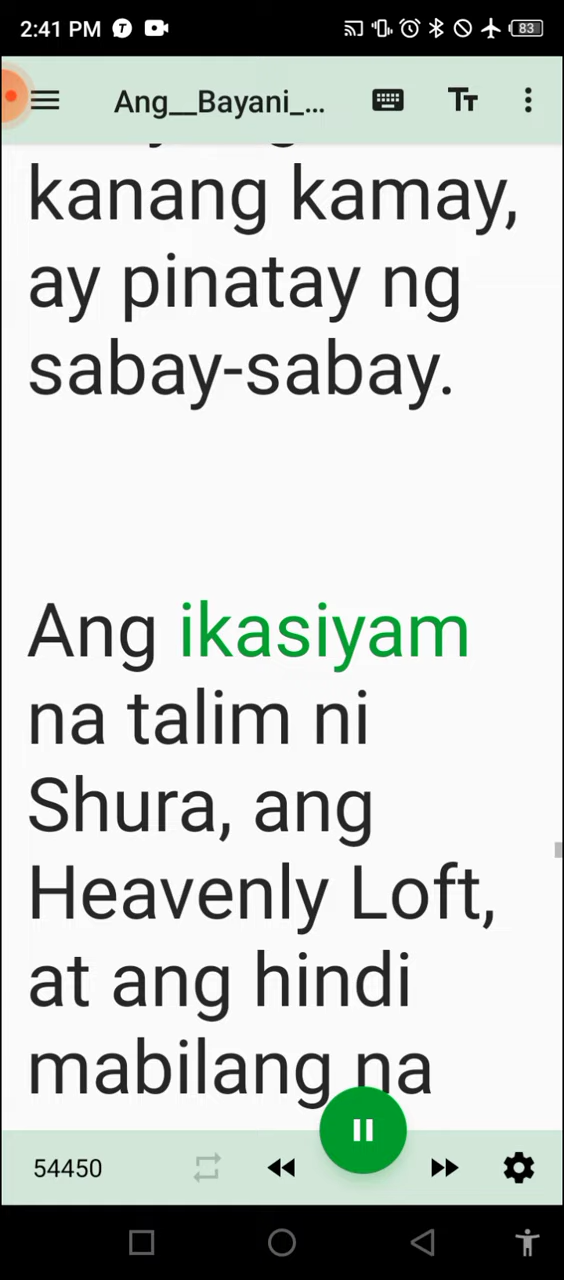 2:41 PM
83
Ang__Bayani_...
kanang kamay,
ay pinatay ng
sabay-sabay.
Ang ikasiyam
na talim ni
Shura, ang
Heavenly Loft,
at ang hindi
mabilang na
54450